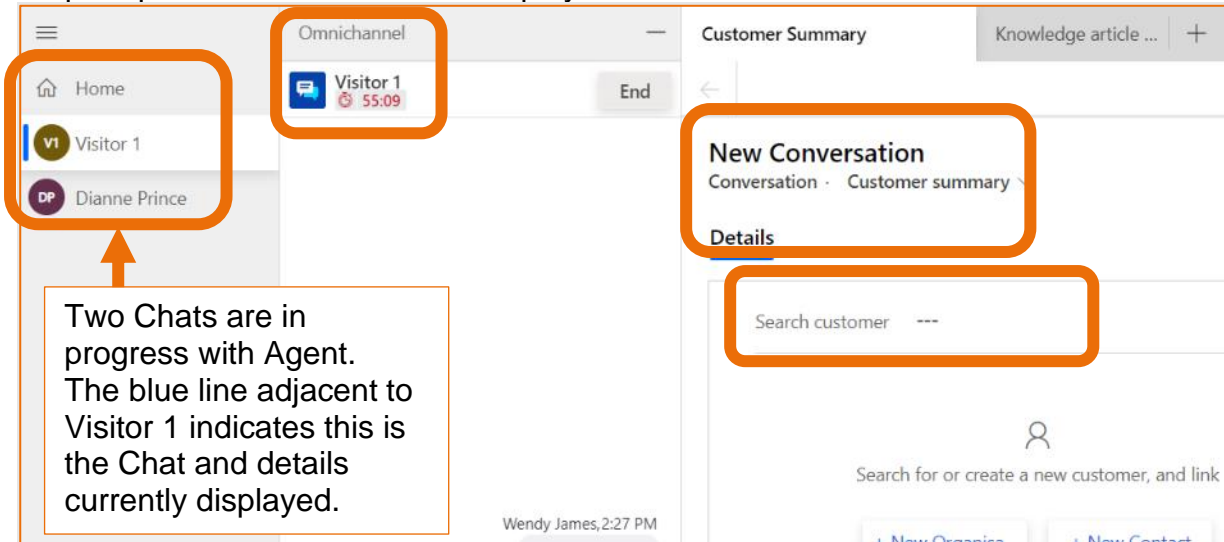 Omnichannel
Customer Summary
Knowledge article ...
Home
Visitor 1
55:09
End
V1 Visitor 1
New Conversation
Conversation · Customer summary
DP Dianne Prince
Details
Two Chats are in
progress with Agent.
The blue line adjacent to
Visitor 1 indicates this is
the Chat and details
currently displayed.
Search customer ---
Search for or create a new customer, and link
Wendy James, 2:27 PM
+ New Contact